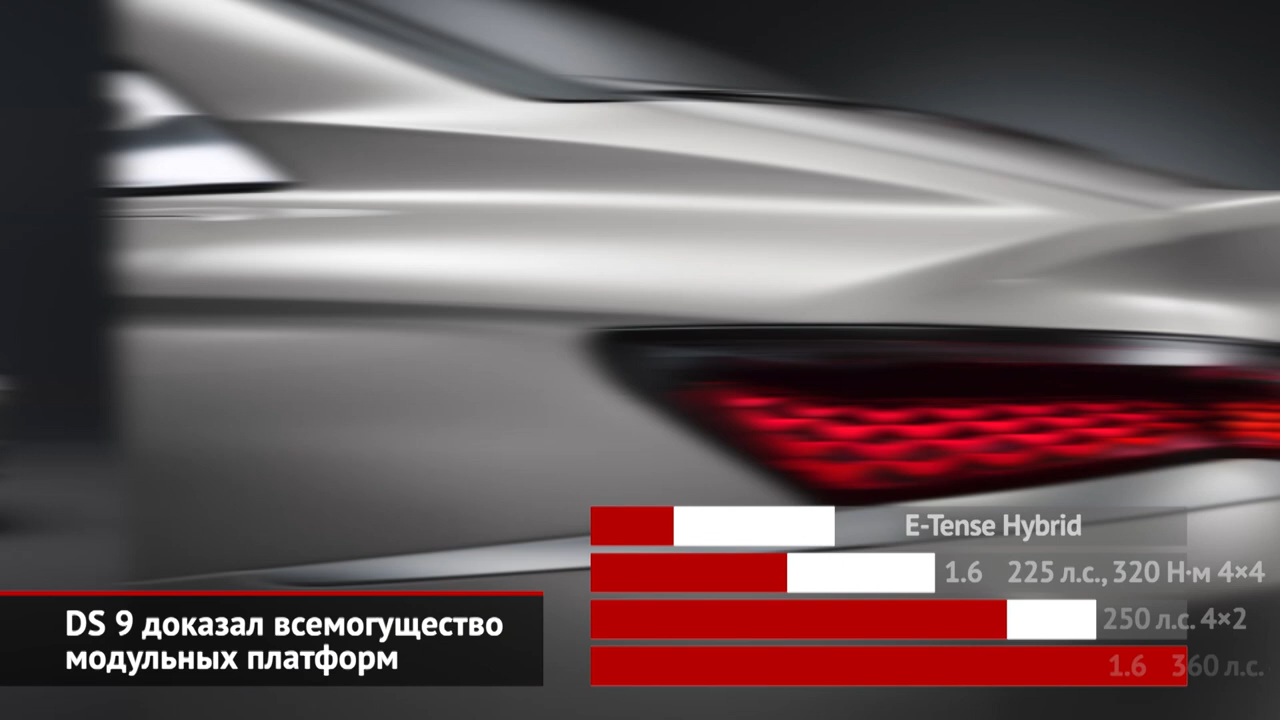 E-Tense Hybrid
1.6 225 л.с., 320 Н·м 4×4
250 л.с. 4×2
1.6 360 л.с.
DS 9 доказал всемогущество
модульных платформ